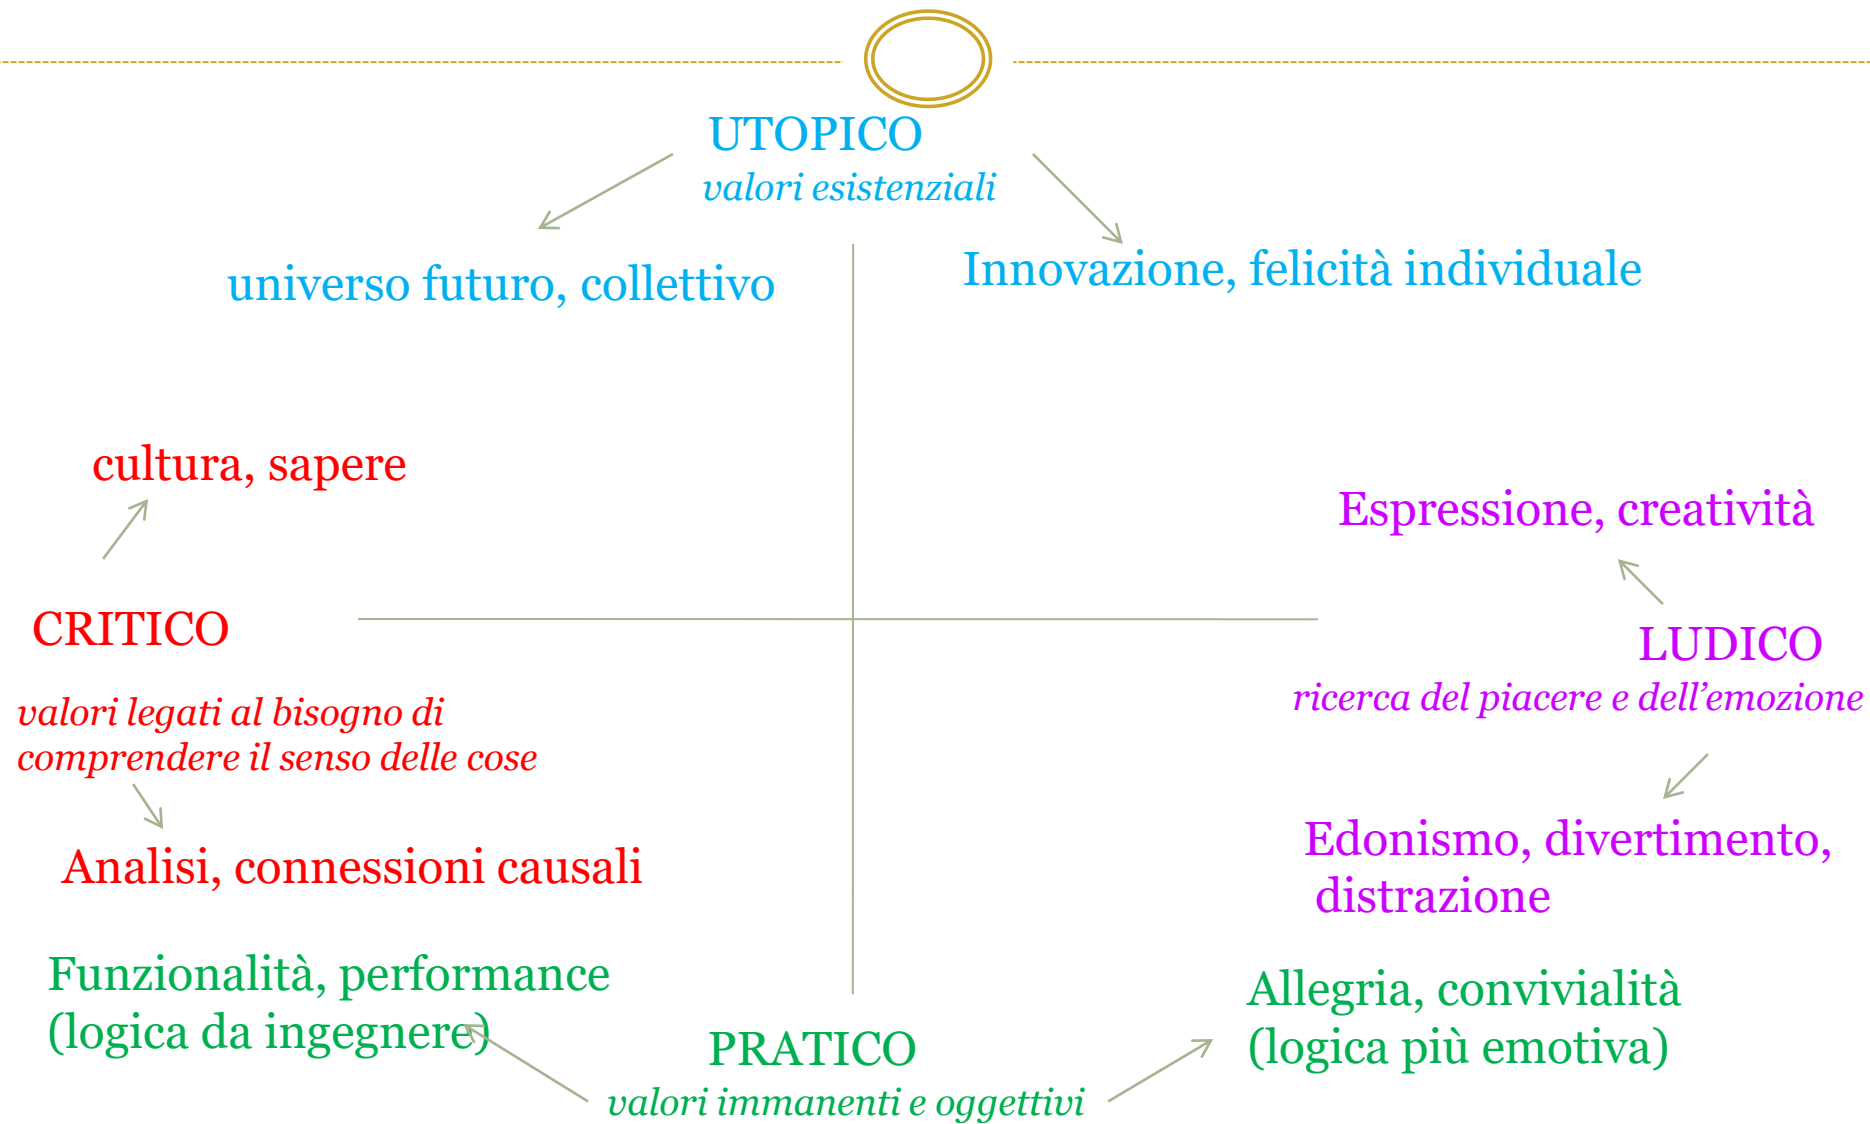 UTOPICO
valori esistenziali
universo futuro, collettivo
Innovazione, felicità individuale
cultura, sapere
Espressione, creatività
CRITICO
LUDICO
valori legati al bisogno di
comprendere il senso delle cose
ricerca del piacere e dell’emozione
Analisi, connessioni causali
Edonismo, divertimento,
distrazione
Funzionalità, performance
(logica da ingegnere)
Allegria, convivialità
(logica più emotiva)
PRATICO
valori immanenti e oggettivi